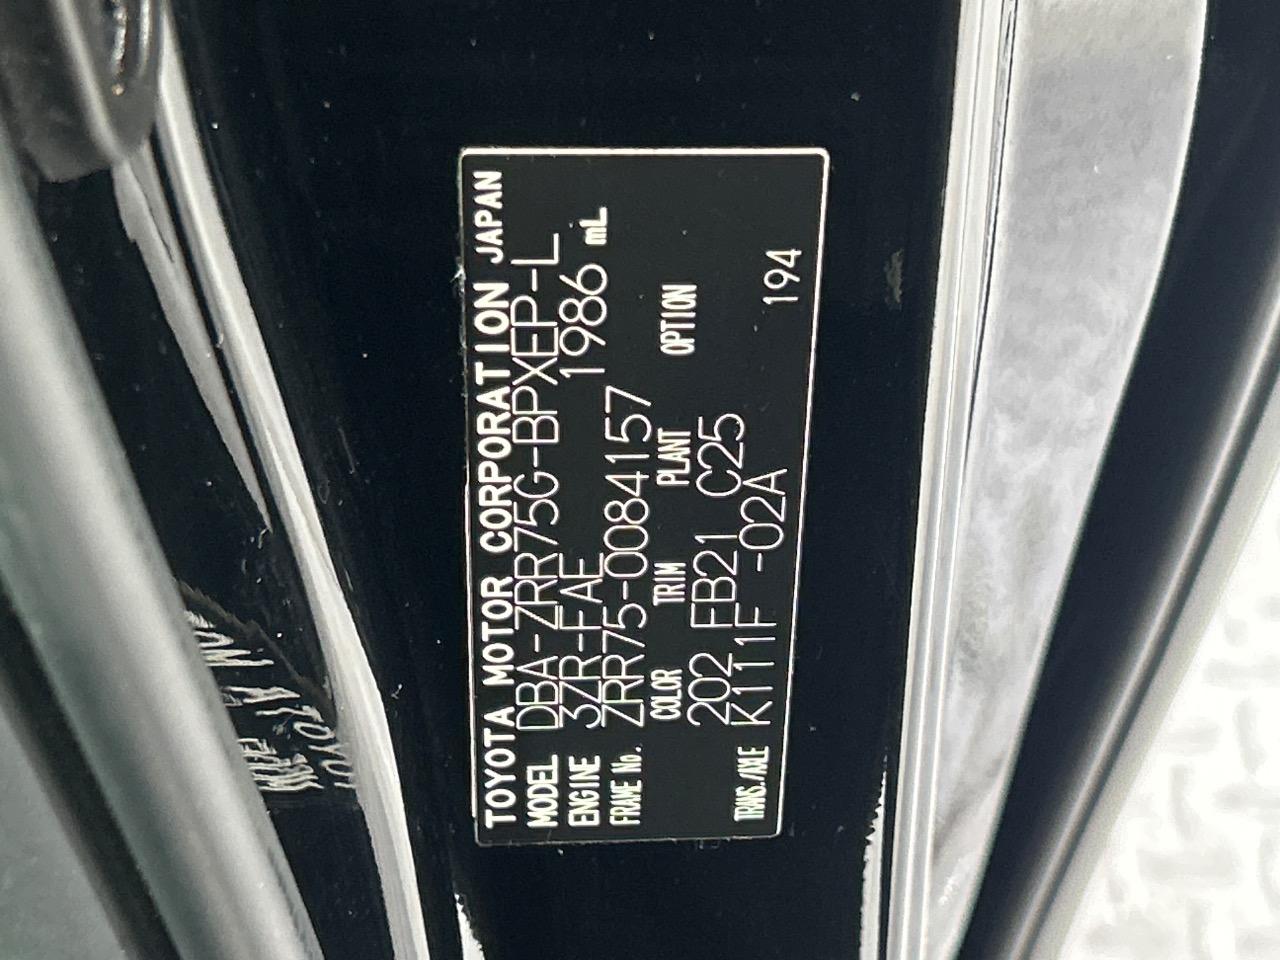 TOYOTA MOTOR CORPORATION JAPAN
MODEL DBA-ZRR75G-BPXEP-L
ENGINE 3ZR-FAE 1986 mL
FRAME No. ZRR75-0084157
COLOR TRIM PLANT OPTION
202 FB21 C25
TRANS./AXLE K111F -02A 194